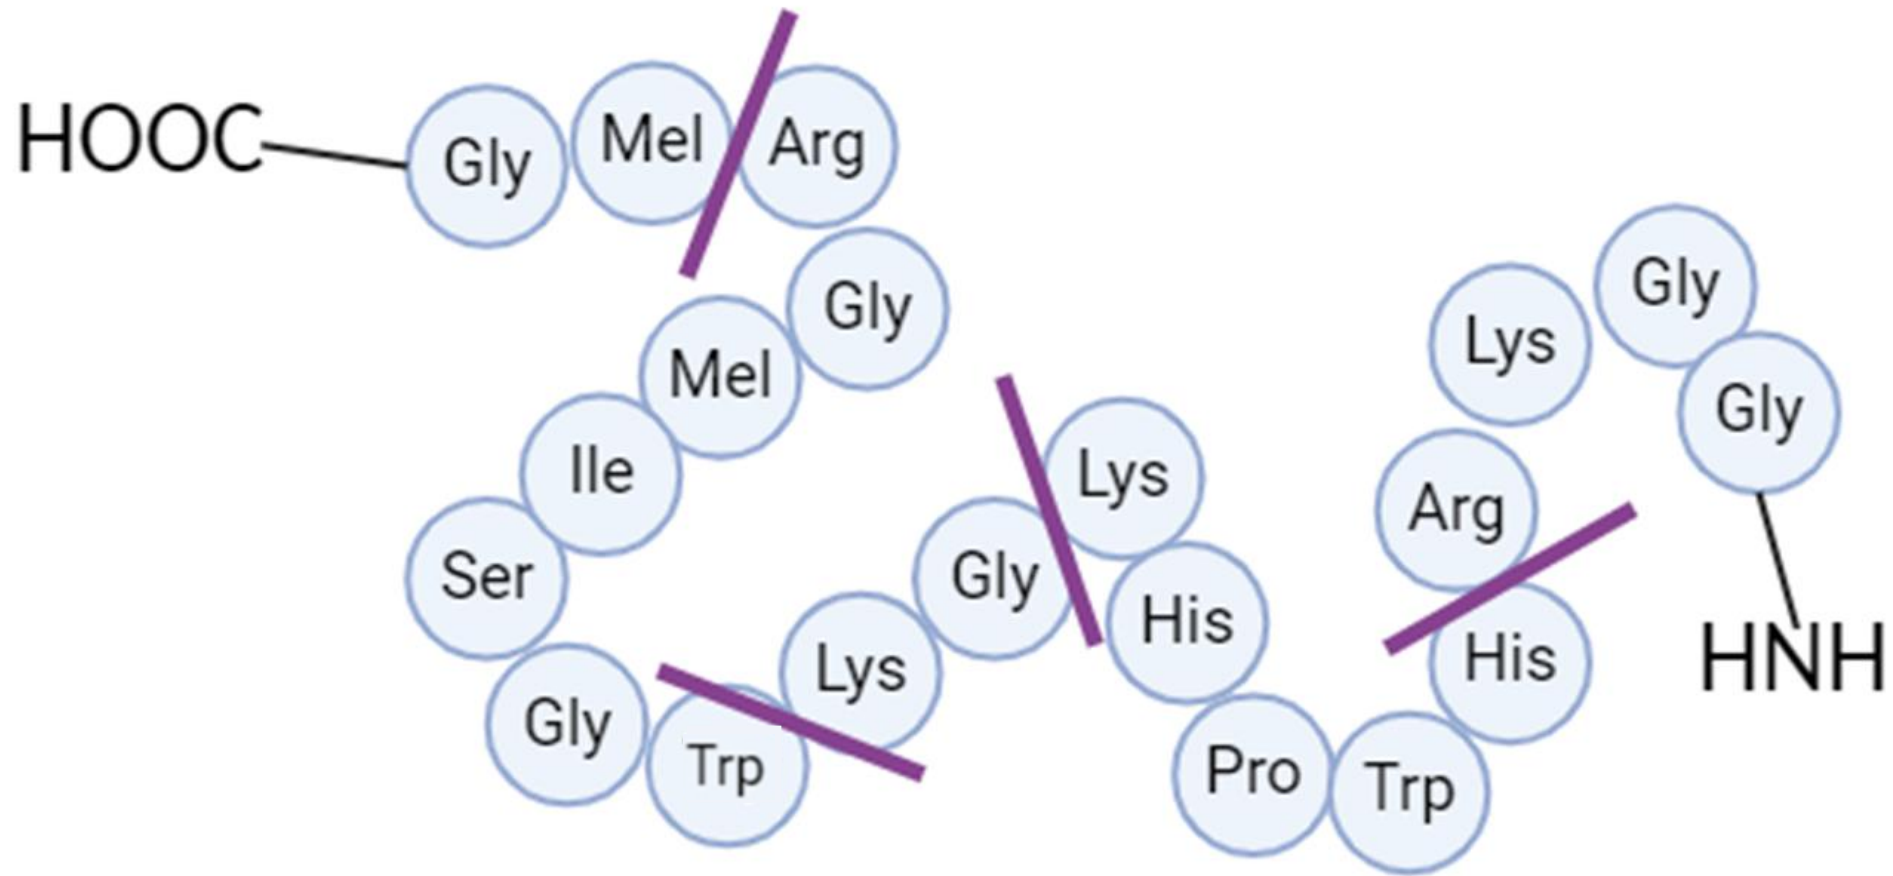 HOOC
Gly
Mel
Arg
Gly
Mel
Ile
Ser
Gly
Trp
Lys
Gly
Lys
His
Pro
Trp
His
Arg
Lys
Gly
Gly
HNH